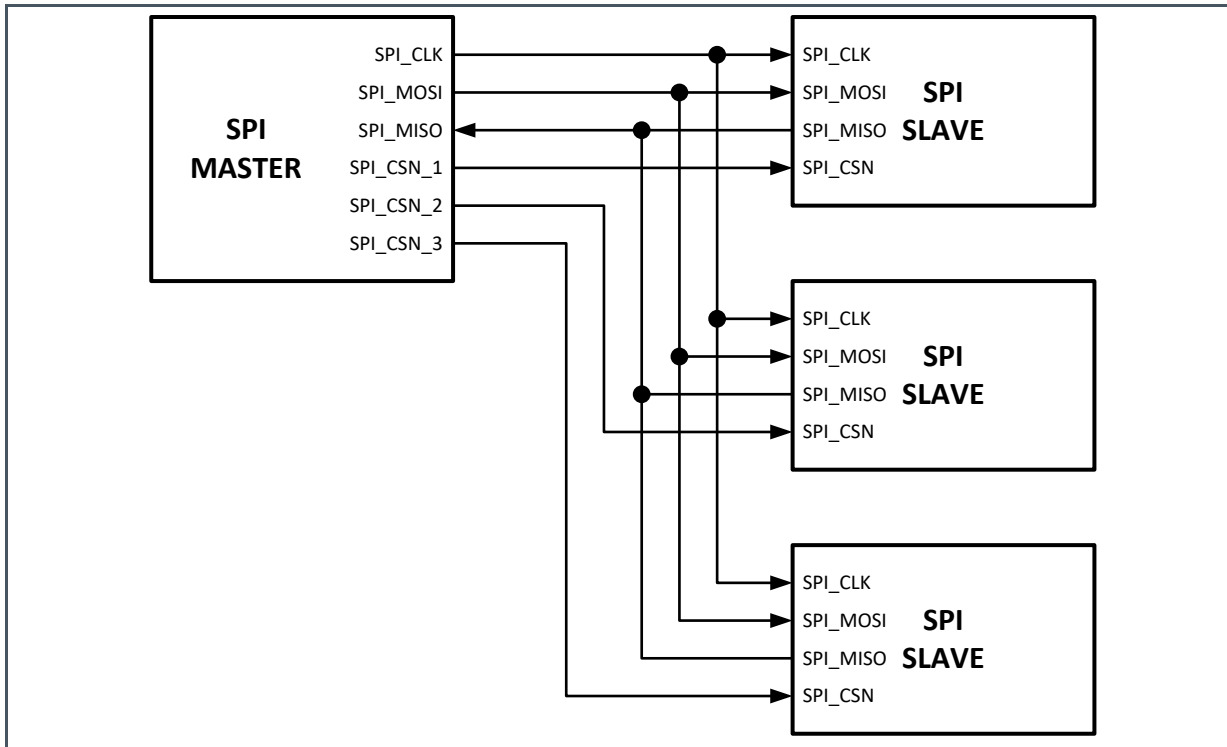 SPI_CLK
SPI_MOSI
SPI_MISO
SPI_CSN_1
SPI_CSN_2
SPI_CSN_3
SPI
MASTER
SPI_CLK
SPI_MOSI
SPI_MISO
SPI_CSN
SPI
SLAVE
SPI_CLK
SPI_MOSI
SPI_MISO
SPI_CSN
SPI
SLAVE
SPI_CLK
SPI_MOSI
SPI_MISO
SPI_CSN
SPI
SLAVE